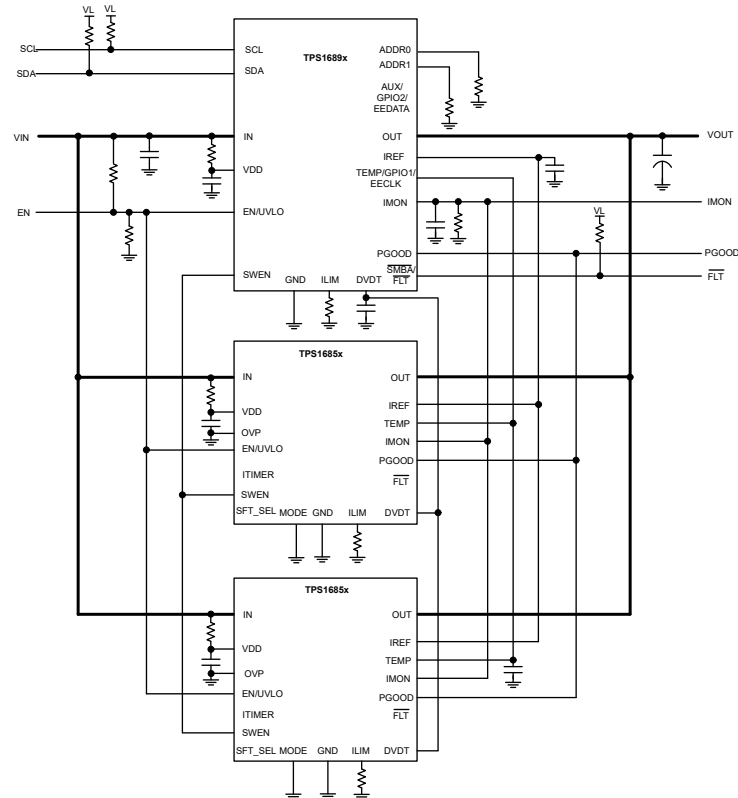 VL VL
SCL SCL TPS1689x ADDR0
SDA SDA ADDR1
AUX/
GPIO2/
EEDATA
VIN IN OUT VOUT
VDD IREF
TEMP/GPIO1/
EECLK
EN EN/UVLO IMON IMON
VL
PGOOD PGOOD
SWEN GND ILIM DVDT SMBA/
FLT FLT
TPS1685x
IN OUT
VDD IREF
OVP TEMP
EN/UVLO IMON
ITIMER PGOOD
SWEN FLT
SFT_SEL MODE GND ILIM DVDT
TPS1685x
IN OUT
VDD IREF
OVP TEMP
EN/UVLO IMON
ITIMER PGOOD
SWEN FLT
SFT_SEL MODE GND ILIM DVDT